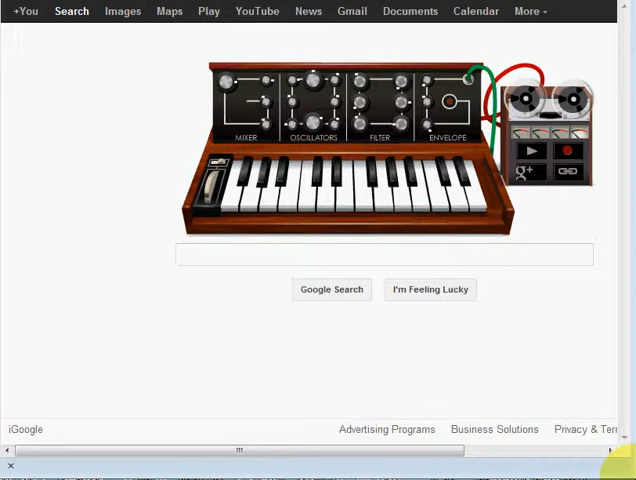 +You Search Images Maps Play YouTube News Gmail Documents Calendar More
MIXER OSCILLATORS FILTER ENVELOPE
g+
Google Search I'm Feeling Lucky
iGoogle Advertising Programs Business Solutions Privacy &